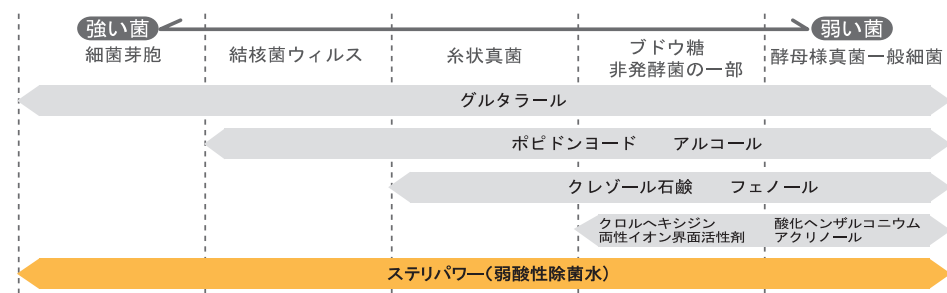 強い菌
弱い菌
細菌芽胞
結核菌ウィルス
糸状真菌
ブドウ糖
非発酵菌の一部
酵母様真菌一般細菌
グルタラール
ポピドンヨード アルコール
クレゾール石鹸 フェノール
クロルヘキシジン 酸化ヘンザルコニウム
両性イオン界面活性剤 アクリノール
ステリパワー(弱酸性除菌水)